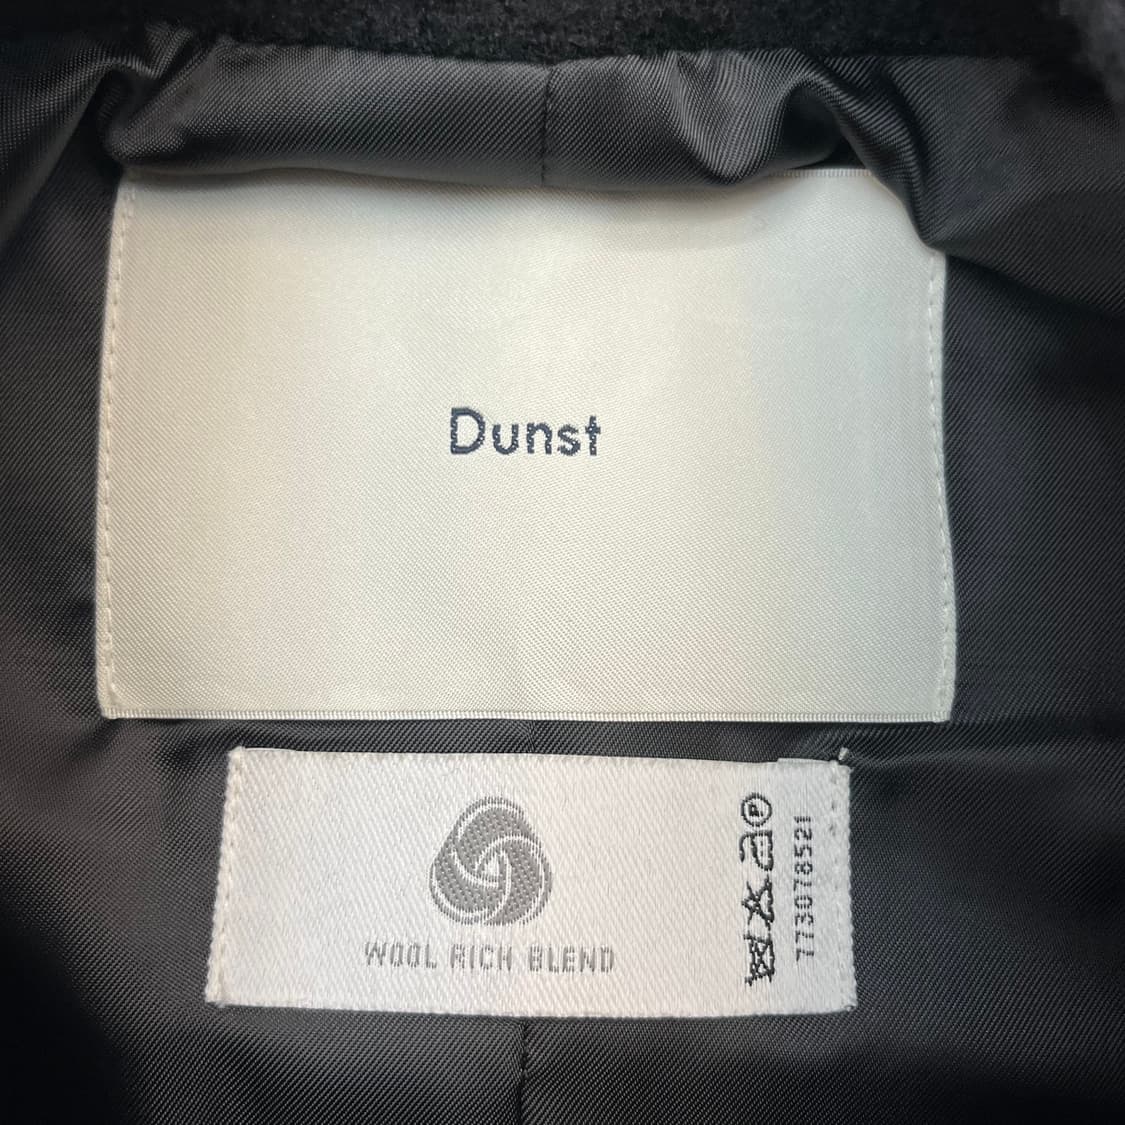 Dunst
WOOL RICH BLEND
P
773078521